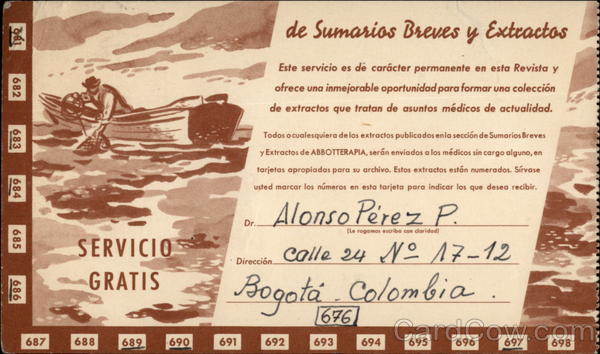 de Sumarios Breves y Extractos
Este servicio es de carácter permanente en esta Revista y
ofrece una inmejorable oportunidad para formar una colección
de extractos que tratan de asuntos médicos de actualidad.
Todos o cualesquiera de los extractos publicados en la sección de Sumarios Breves
y Extractos de ABBOTTERAPIA, serán enviados a los médicos sin cargo alguno, en
tarjetas apropiadas para su archivo. Estos extractos están numerados. Sírvase
usted marcar los números en esta tarjeta para indicar los que desea recibir.
Dr. Alonso Pérez P.
(Le rogamos escriba con claridad)
Dirección Calle 24 Nº 17-12
Bogotá - Colombia.
676
SERVICIO
GRATIS
681
682
683
684
685
686
687 688 689 690 691 692 693 694 695 696 697 698
CardCow.com